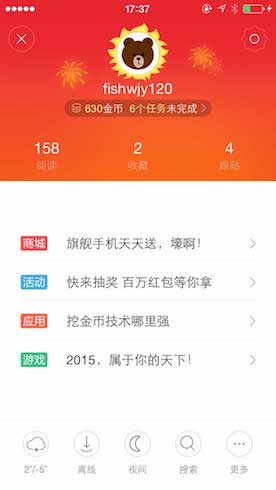 17:37
fishwjy120
630金币 6个任务未完成
158 2 4
阅读 收藏 跟贴
商城 旗舰手机天天送，壕啊！
活动 快来抽奖 百万红包等你拿
应用 挖金币技术哪里强
游戏 2015，属于你的天下！
2°/-5° 离线 夜间 搜索 更多